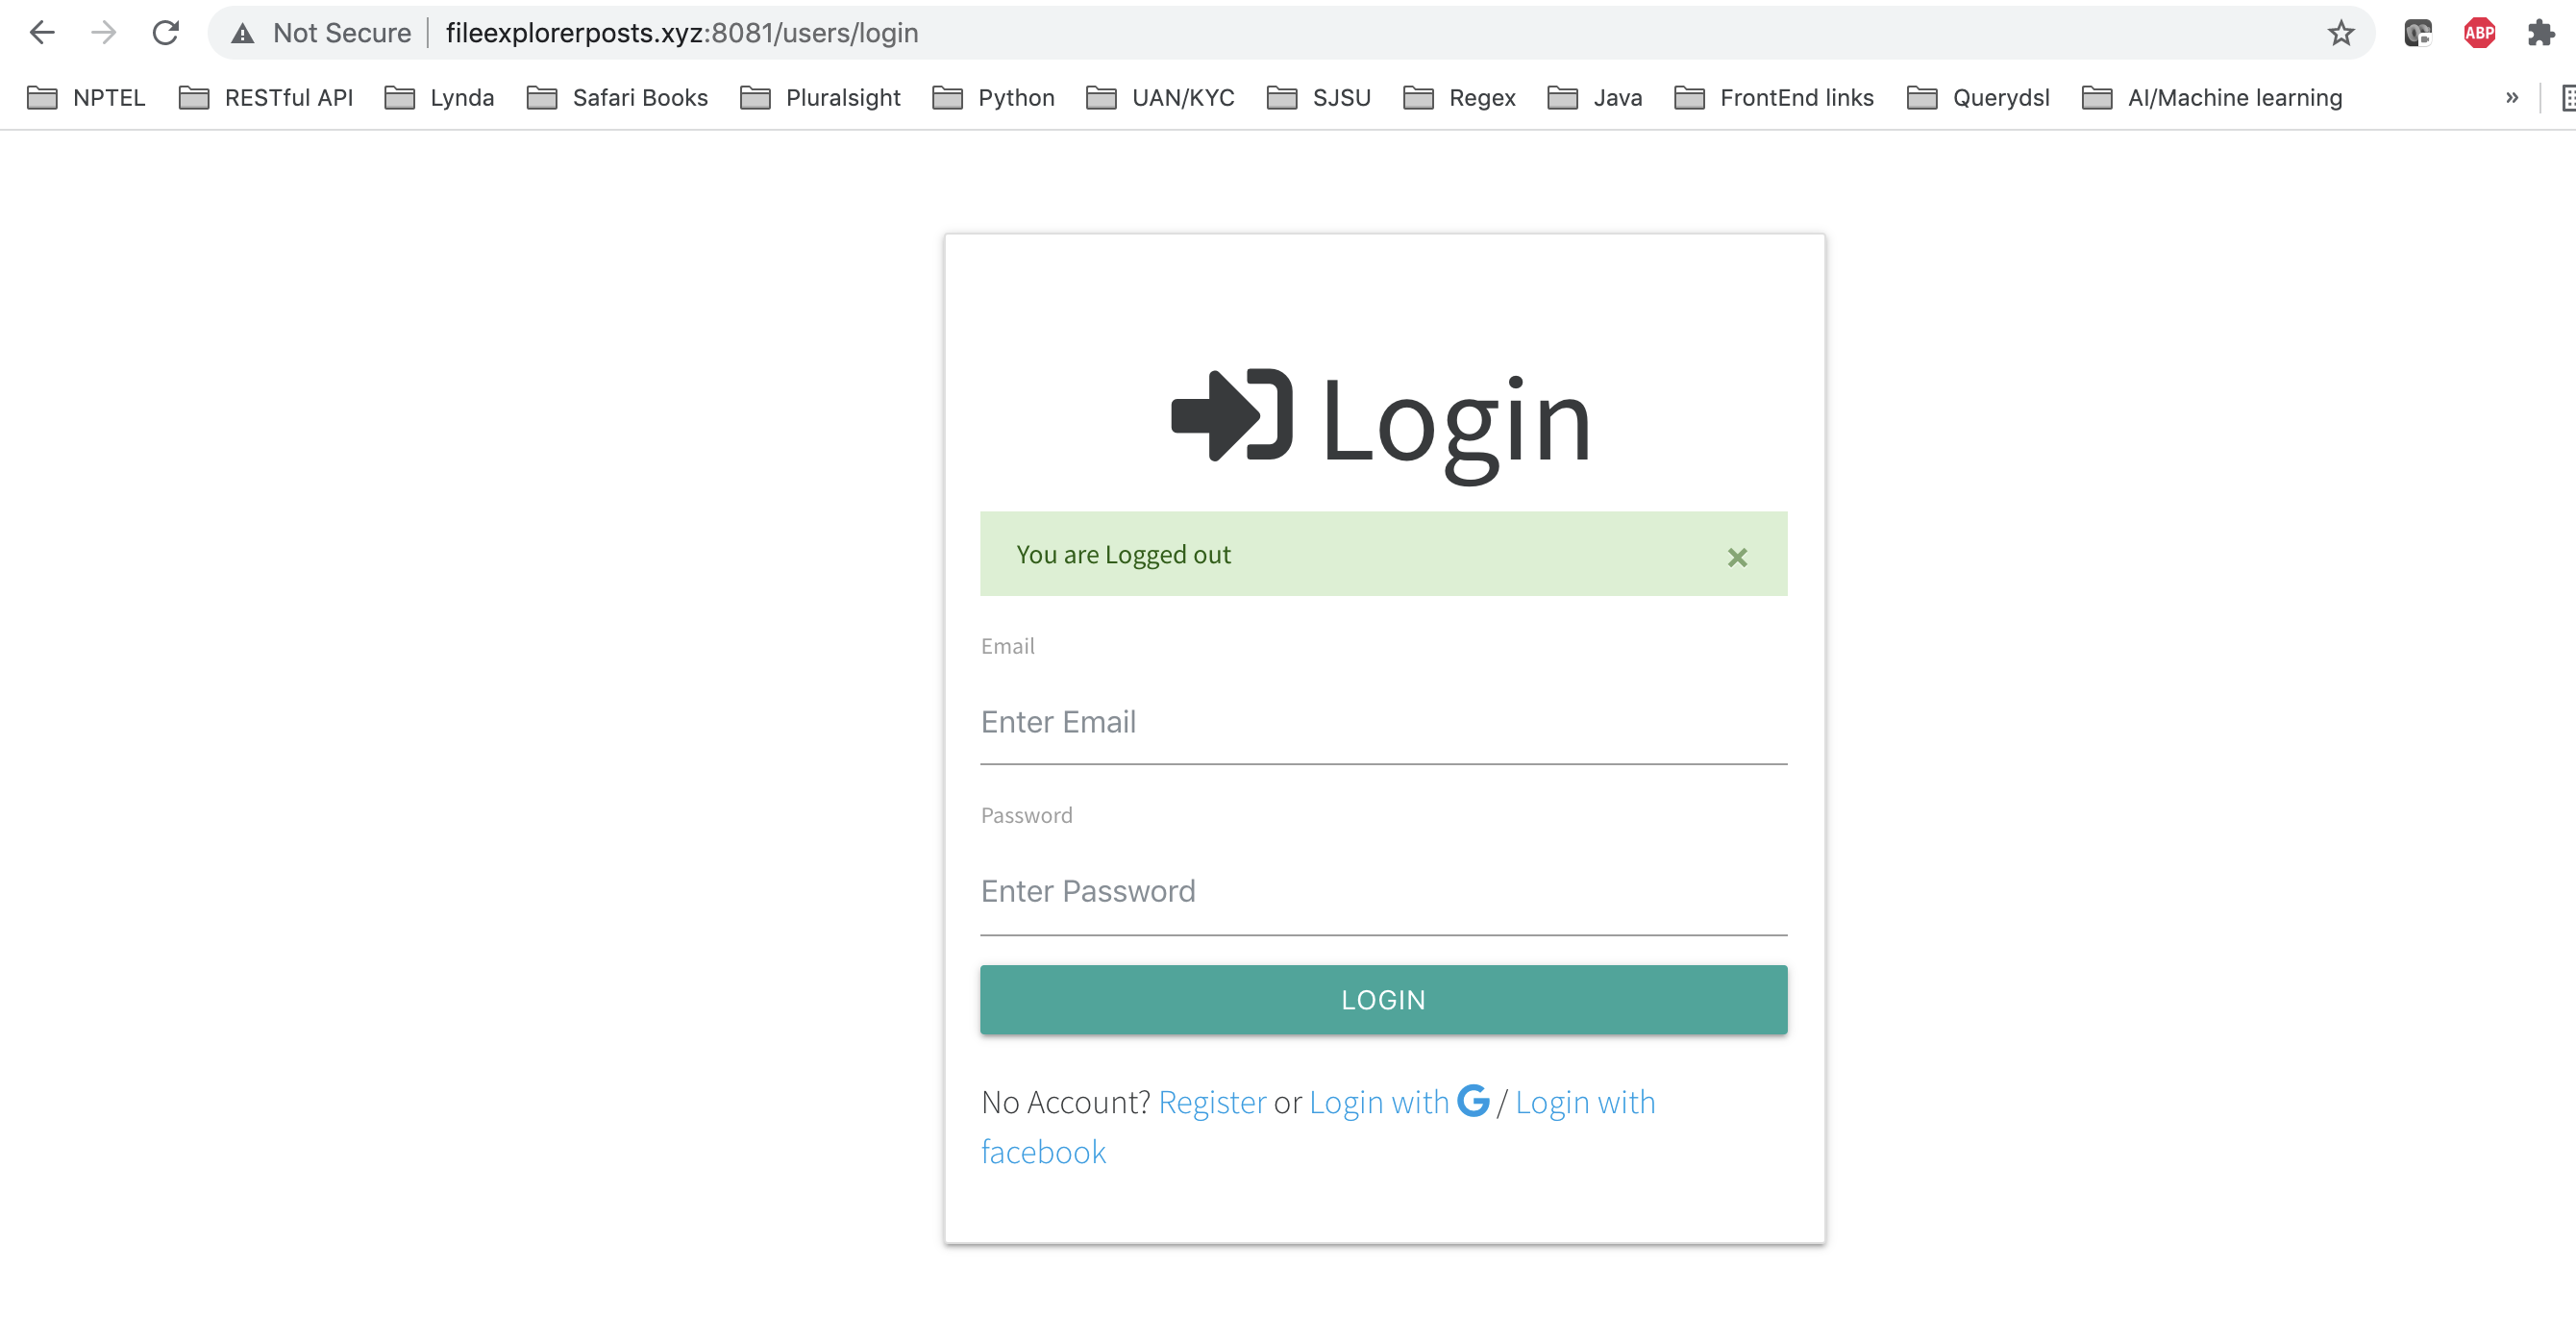 Not Secure fileexplorerposts.xyz:8081/users/login ABP
NPTEL RESTful API Lynda Safari Books Pluralsight Python UAN/KYC SJSU Regex Java FrontEnd links Querydsl AI/Machine learning »
Login
You are Logged out ×
Email
Enter Email
Password
Enter Password
LOGIN
No Account? Register or Login with G / Login with
facebook